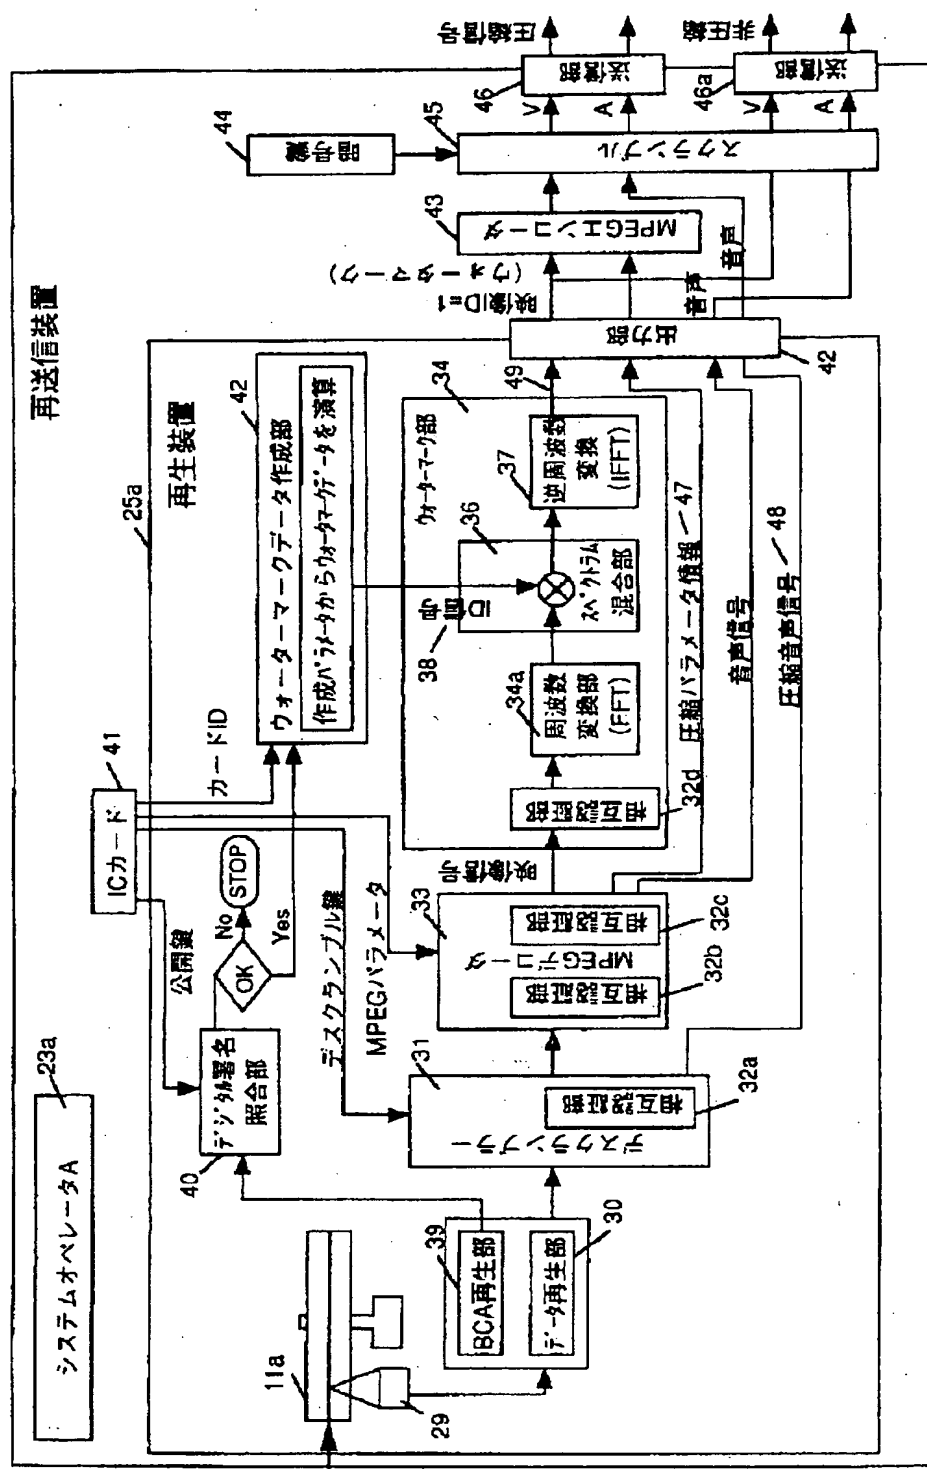 再送信装置
システムオペレータA
23a
25a
再生装置
ICカード
41
公開鍵
カードID
デスクランブル鍵
MPEGパラメータ
11a
29
39
BCA再生部
データ再生部
30
40
デジタル署名
照合部
OK
No
STOP
Yes
42
ウォーターマークデータ作成部
作成パラメータからウォータマークデータを演算
31
デスクランブラー
相互認証部
32a
33
MPEGデコータ
相互認証部
32b
相互認証部
32c
映像信号
34
ウォーターマーク部
相互認証部
32d
34a
周波数
変換部
(FFT)
ID信号
38
36
スペクトラム
混合部
37
逆周波数
変換
(IFFT)
49
圧縮パラメータ情報
47
音声信号
圧縮音声信号
48
出力部
42
映像ID=1
(ウォータマーク)
音声
音声
43
MPEGエンコータ
44
暗号鍵
45
スクランブル
V
A
V
A
46
送信部
46a
送信部
圧縮信号
非圧縮